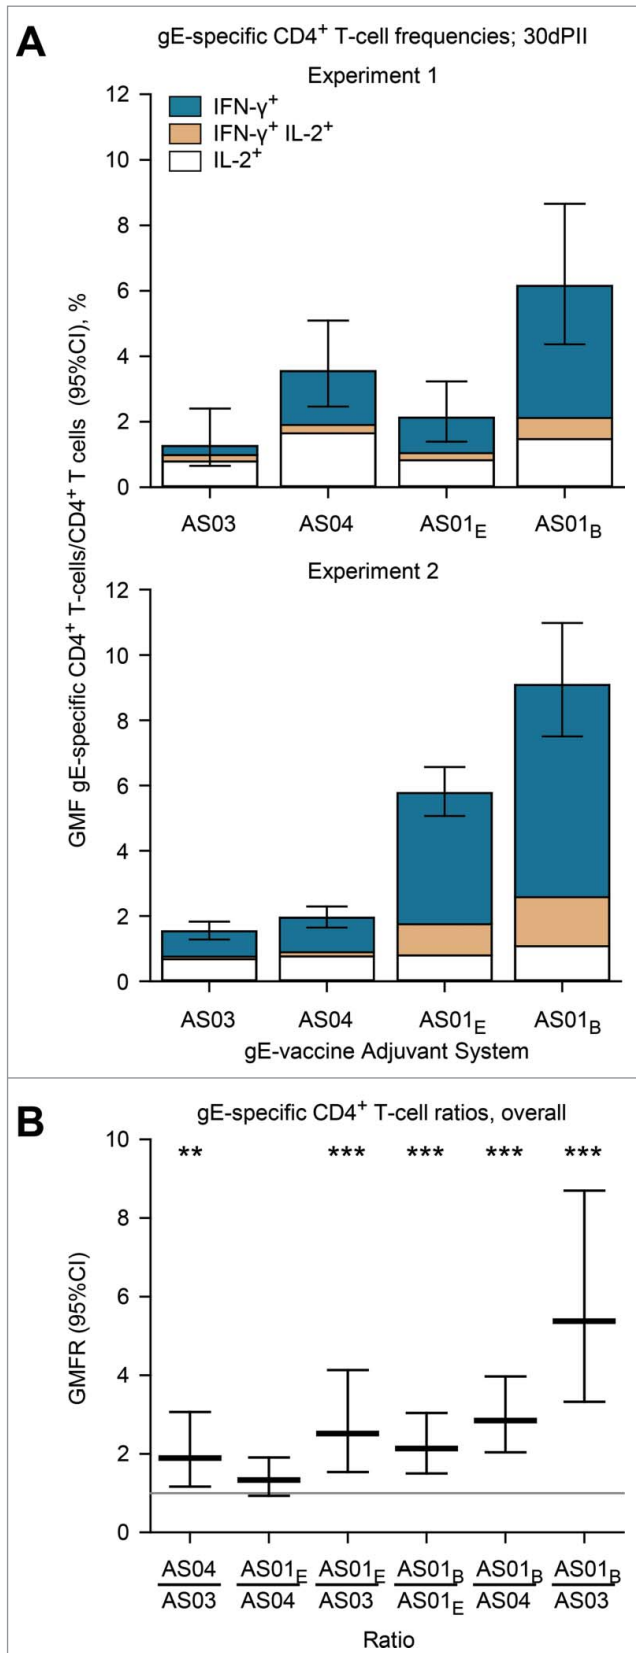 A
gE-specific CD4⁺ T-cell frequencies; 30dPII
Experiment 1
GMF gE-specific CD4⁺ T-cells/CD4⁺ T cells (95%CI), %
12
10
8
6
4
2
0
IFN-γ⁺
IFN-γ⁺ IL-2⁺
IL-2⁺
AS03 AS04 AS01E AS01B
Experiment 2
12
10
8
6
4
2
0
AS03 AS04 AS01E AS01B
gE-vaccine Adjuvant System
B
gE-specific CD4⁺ T-cell ratios, overall
GMFR (95%CI)
10
8
6
4
2
0
** *** *** *** ***
AS04 AS01E AS01E AS01B AS01B AS01B
AS03 AS04 AS03 AS01E AS04 AS03
Ratio